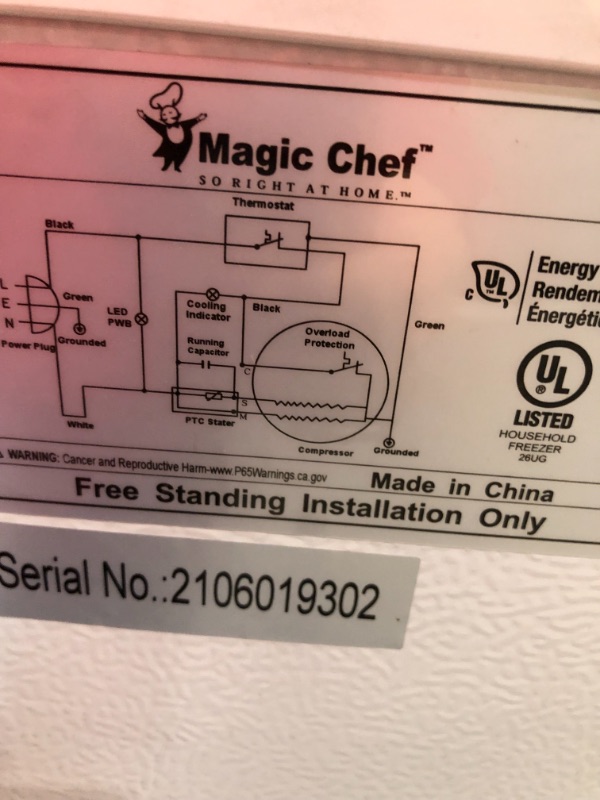 Magic Chef™
SO RIGHT AT HOME.™
Thermostat
Black
L
E
N
Green
Grounded
Power Plug
LED
PWB
Cooling
Indicator
Black
Running
Capacitor
Overload
Protection
Green
C
S
M
PTC Stater
White
Compressor
Grounded
C UL
Energy
Rendem
Énergéti
UL ®
LISTED
HOUSEHOLD
FREEZER
26UG
WARNING: Cancer and Reproductive Harm-www.P65Warnings.ca.gov
Made in China
Free Standing Installation Only
Serial No.:2106019302